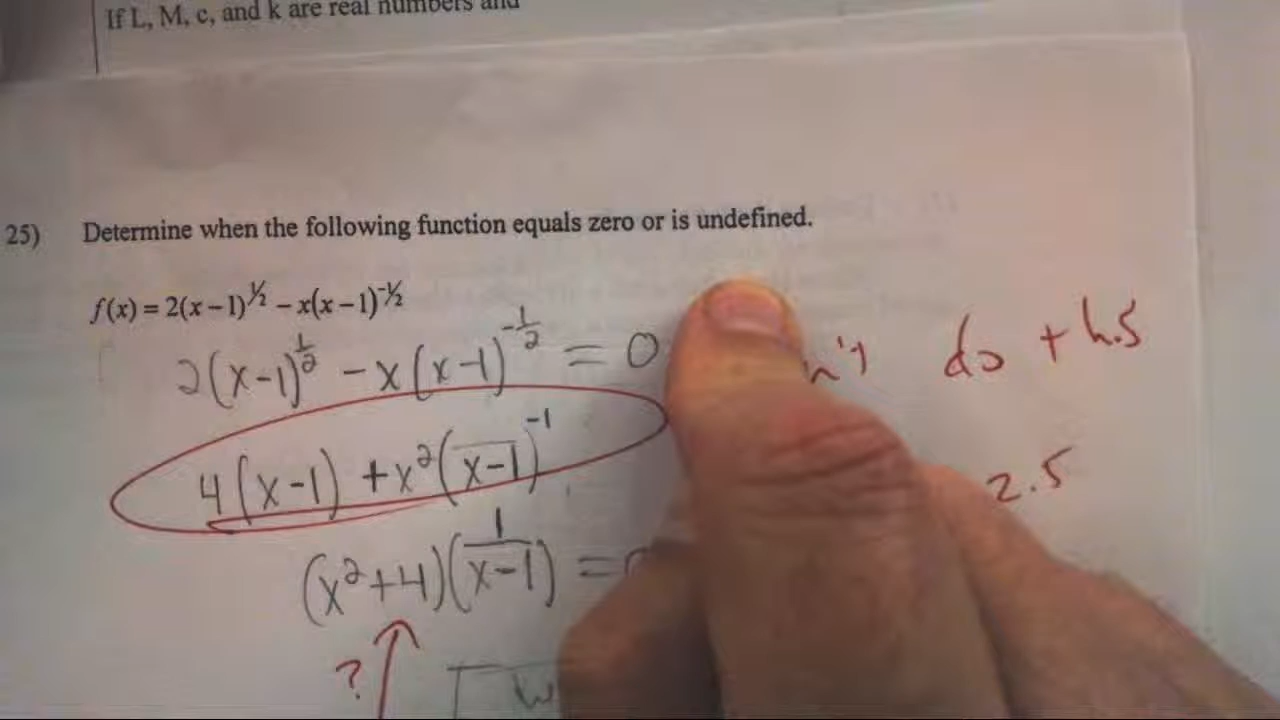 If L, M, c, and k are real numbers and
25) Determine when the following function equals zero or is undefined.
f(x) = 2(x-1)^½ - x(x-1)^-½
2(x-1)^1/2 - x(x-1)^-1/2 = 0
n't do this
4(x-1) + x²(x-1)^-1
2.5
(x²+4)(1/x-1) =
?